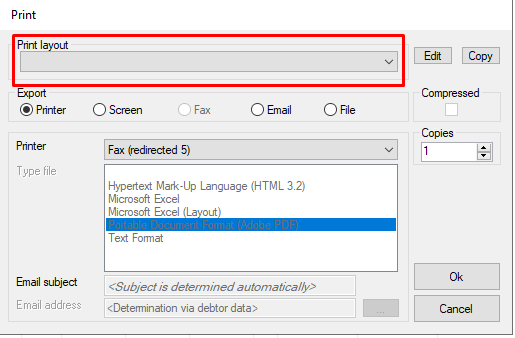 Print
Print layout
Edit
Copy
Export
Printer
Screen
Fax
Email
File
Compressed
Copies
1
Printer
Fax (redirected 5)
Type file
Hypertext Mark-Up Language (HTML 3.2)
Microsoft Excel
Microsoft Excel (Layout)
Portable Document Format (Adobe PDF)
Text Format
Email subject
<Subject is determined automatically>
Email address
<Determination via debtor data>
...
Ok
Cancel